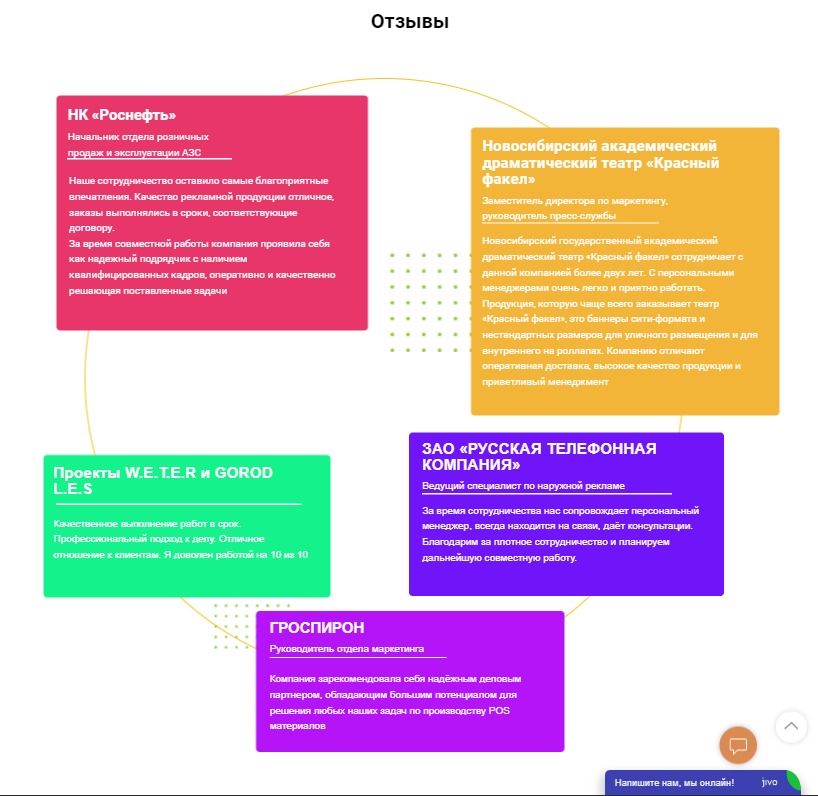 Отзывы
НК «Роснефть»
Начальник отдела розничных
продаж и эксплуатации АЗС
Наше сотрудничество оставило самые благоприятные
впечатления. Качество рекламной продукции отличное,
заказы выполнялись в сроки, соответствующие
договору.
За время совместной работы компания проявила себя
как надежный подрядчик с наличием
квалифицированных кадров, оперативно и качественно
решающая поставленные задачи
Новосибирский академический
драматический театр «Красный
факел»
Заместитель директора по маркетингу,
руководитель пресс-службы
Новосибирский государственный академический
драматический театр «Красный факел» сотрудничает с
данной компанией более двух лет. С персональными
менеджерами очень легко и приятно работать.
Продукция, которую чаще всего заказывает театр
«Красный факел», это баннеры сити-формата и
нестандартных размеров для уличного размещения и для
внутреннего на роллапах. Компанию отличают
оперативная доставка, высокое качество продукции и
приветливый менеджмент
Проекты W.E.T.E.R и GOROD
L.E.S
Качественное выполнение работ в срок.
Профессиональный подход к делу. Отличное
отношение к клиентам. Я доволен работой на 10 из 10
ЗАО «РУССКАЯ ТЕЛЕФОННАЯ
КОМПАНИЯ»
Ведущий специалист по наружной рекламе
За время сотрудничества нас сопровождает персональный
менеджер, всегда находится на связи, даёт консультации.
Благодарим за плотное сотрудничество и планируем
дальнейшую совместную работу.
ГРОСПИРОН
Руководитель отдела маркетинга
Компания зарекомендовала себя надёжным деловым
партнером, обладающим большим потенциалом для
решения любых наших задач по производству POS
материалов
Напишите нам, мы онлайн!
jivo